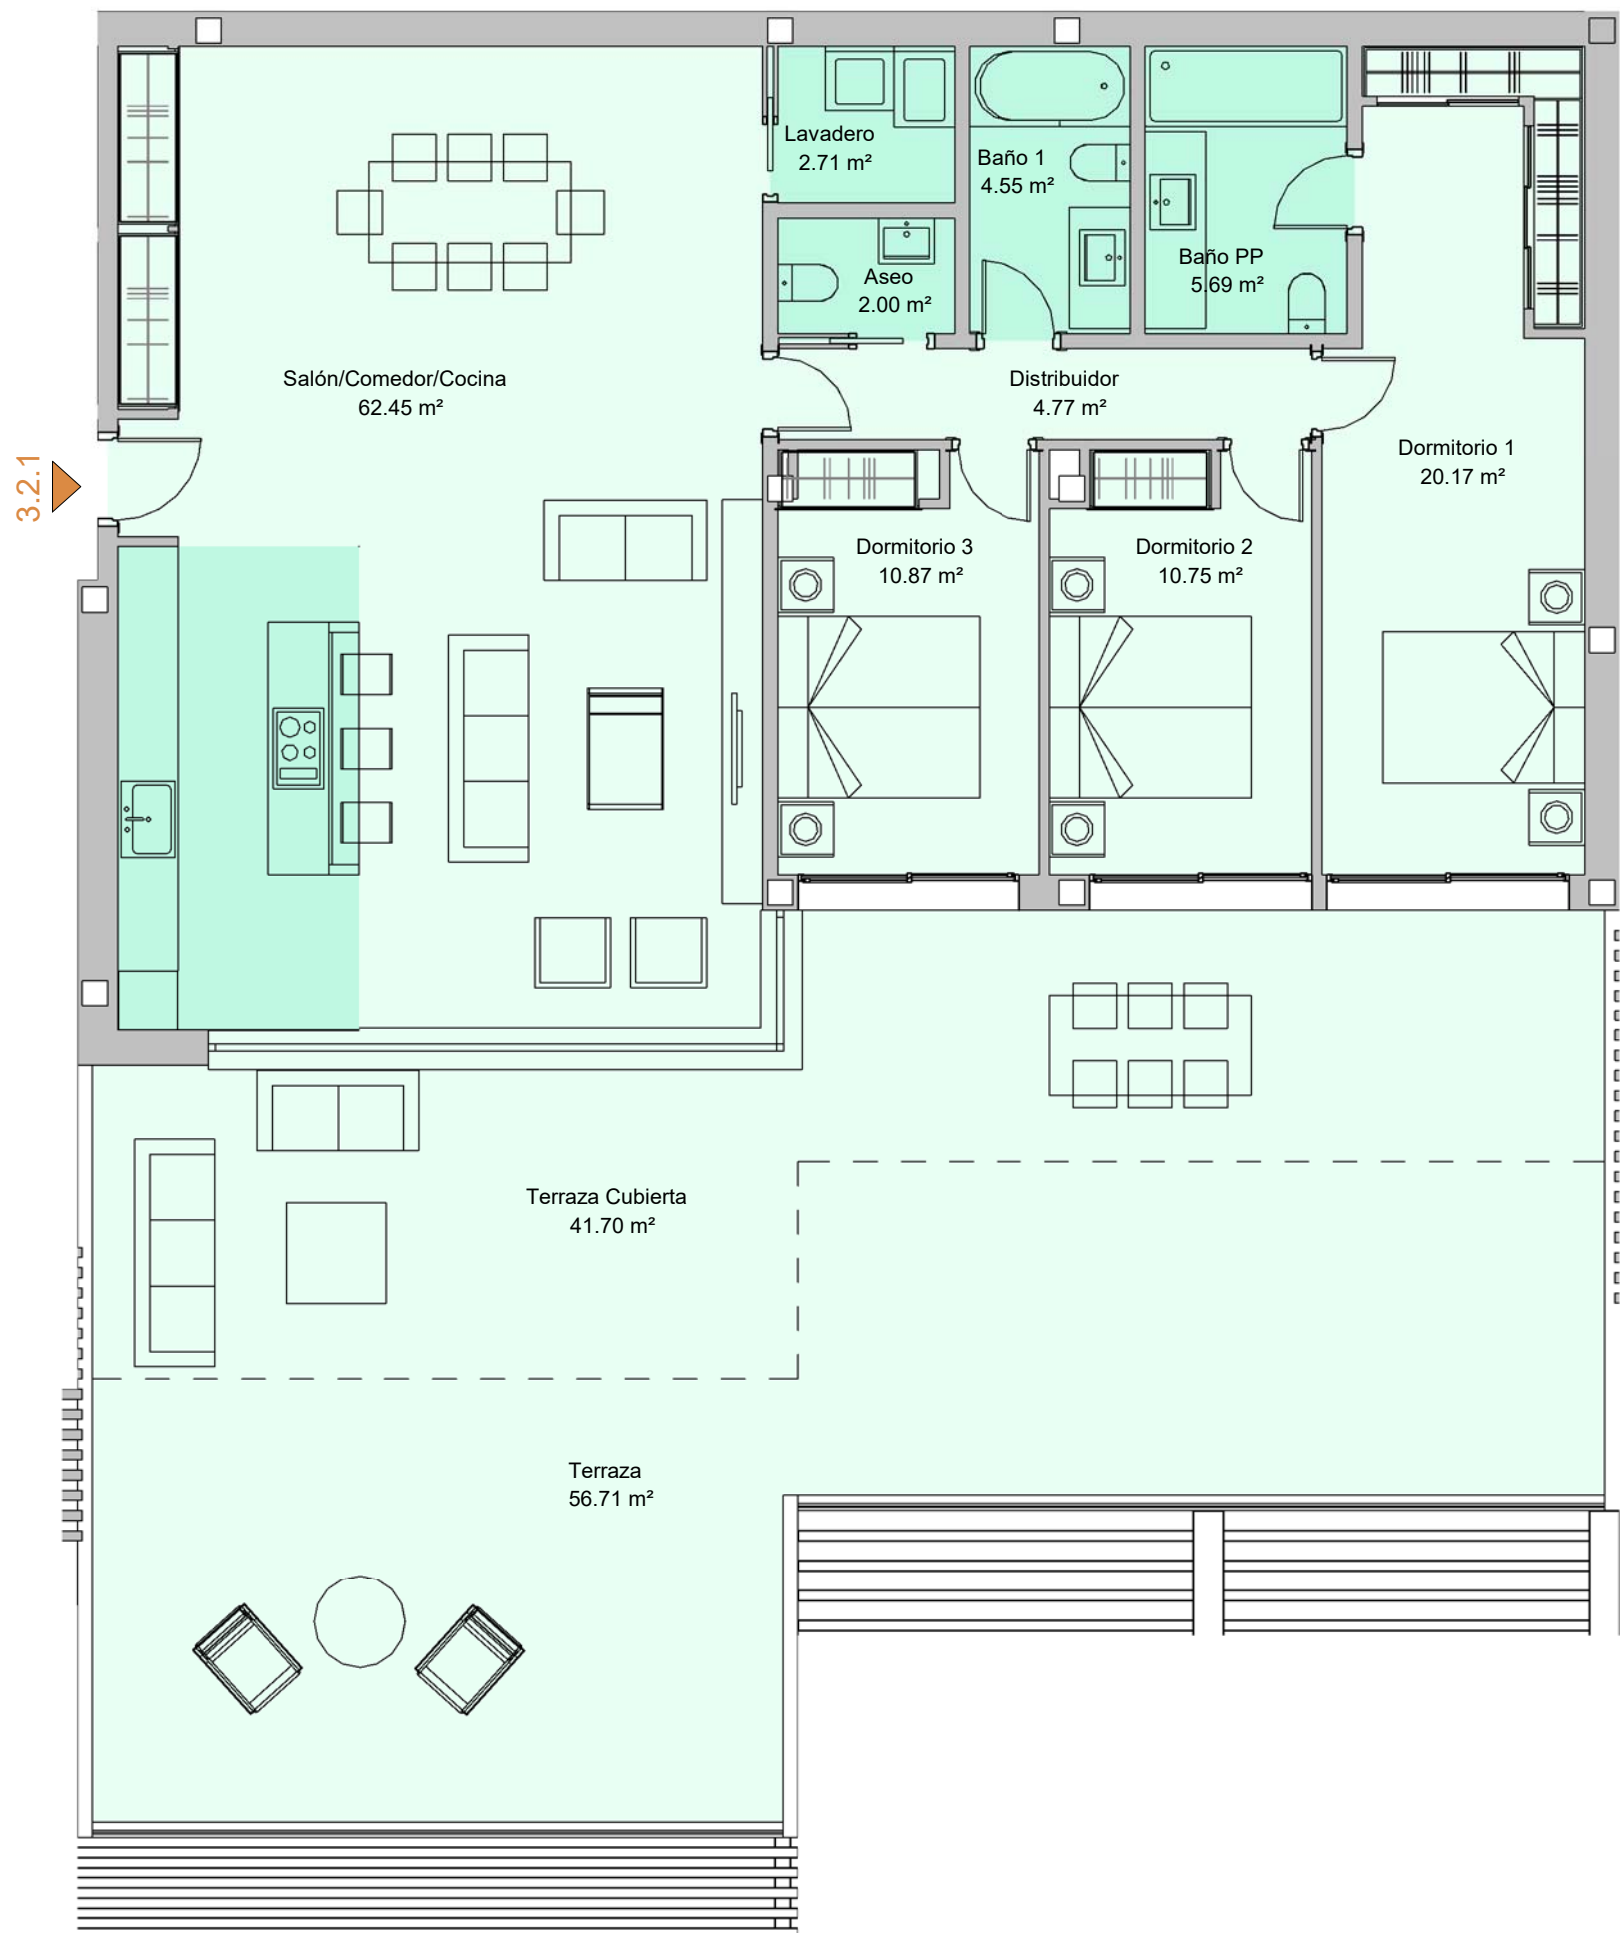 Lavadero
2.71 m²
Baño 1
4.55 m²
Baño PP
5.69 m²
Aseo
2.00 m²
Salón/Comedor/Cocina
62.45 m²
Distribuidor
4.77 m²
Dormitorio 1
20.17 m²
3.2.1
Dormitorio 3
10.87 m²
Dormitorio 2
10.75 m²
Terraza Cubierta
41.70 m²
Terraza
56.71 m²